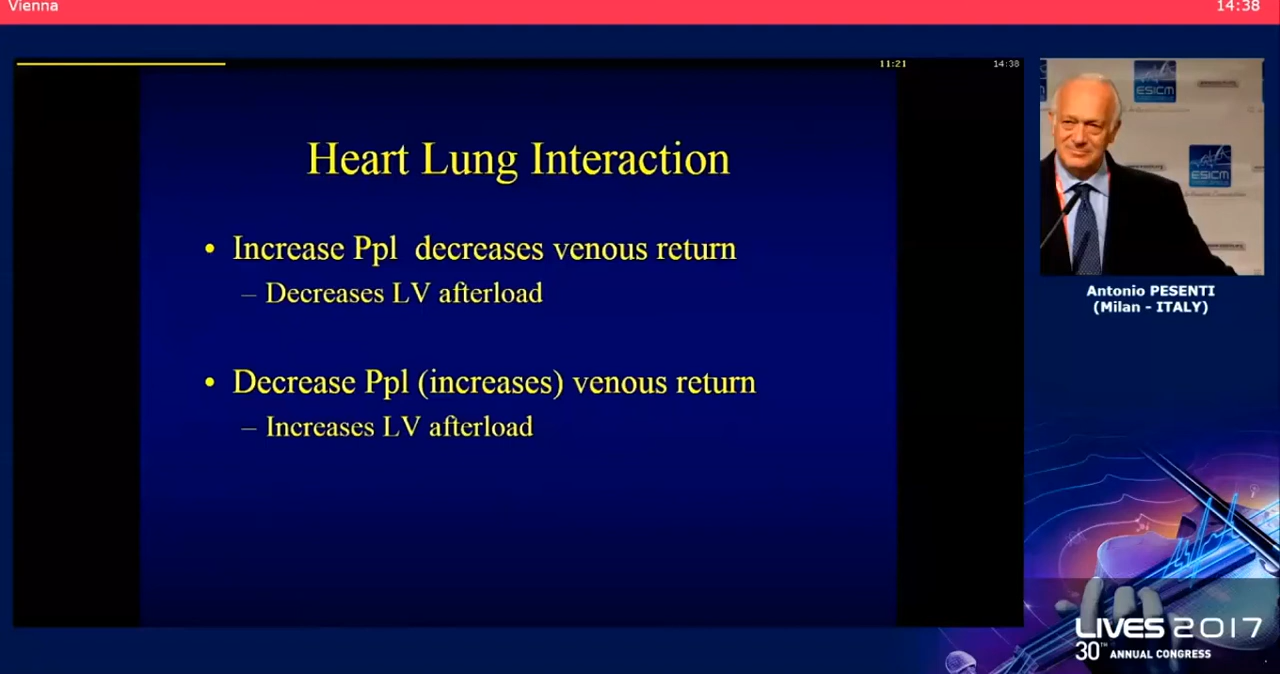 Vienna
14:38
11:21
14:38
Heart Lung Interaction
• Increase Ppl decreases venous return
– Decreases LV afterload
• Decrease Ppl (increases) venous return
– Increases LV afterload
ESICM
ESICM
Antonio PESENTI
(Milan - ITALY)
LIVES 2017
30TH ANNUAL CONGRESS